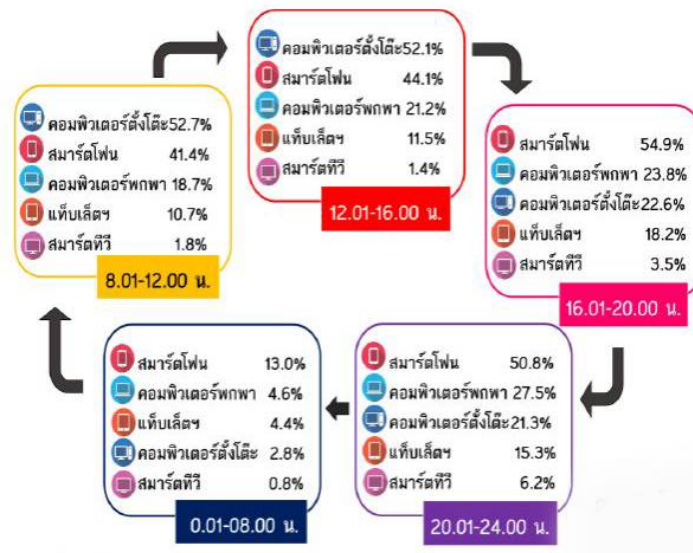 คอมพิวเตอร์ตั้งโต๊ะ52.7%
สมาร์ตโฟน 41.4%
คอมพิวเตอร์พกพา 18.7%
แท็บเล็ตฯ 10.7%
สมาร์ตทีวี 1.8%
8.01-12.00 น.
คอมพิวเตอร์ตั้งโต๊ะ52.1%
สมาร์ตโฟน 44.1%
คอมพิวเตอร์พกพา 21.2%
แท็บเล็ตฯ 11.5%
สมาร์ตทีวี 1.4%
12.01-16.00 น.
สมาร์ตโฟน 54.9%
คอมพิวเตอร์พกพา 23.8%
คอมพิวเตอร์ตั้งโต๊ะ22.6%
แท็บเล็ตฯ 18.2%
สมาร์ตทีวี 3.5%
16.01-20.00 น.
สมาร์ตโฟน 50.8%
คอมพิวเตอร์พกพา 27.5%
คอมพิวเตอร์ตั้งโต๊ะ21.3%
แท็บเล็ตฯ 15.3%
สมาร์ตทีวี 6.2%
20.01-24.00 น.
สมาร์ตโฟน 13.0%
คอมพิวเตอร์พกพา 4.6%
แท็บเล็ตฯ 4.4%
คอมพิวเตอร์ตั้งโต๊ะ 2.8%
สมาร์ตทีวี 0.8%
0.01-08.00 น.